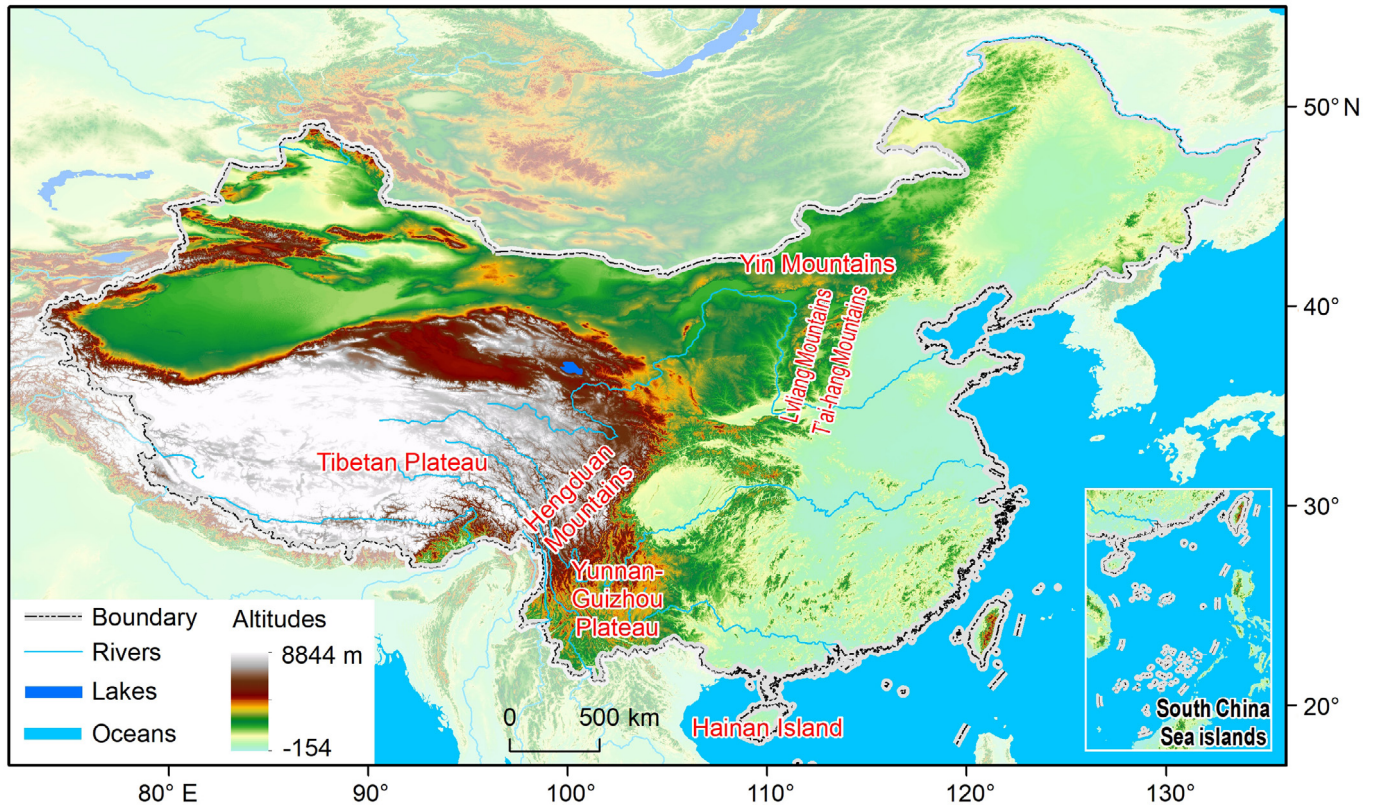 50° N
Yin Mountains
40°
Lvliang Mountains
T'ai-hang Mountains
Tibetan Plateau
Hengduan
Mountains
30°
Yunnan-
Guizhou
Plateau
Boundary
Rivers
Lakes
Oceans
Altitudes
8844 m
-154
0 500 km
20°
Hainan Island
South China
Sea islands
80° E
90°
100°
110°
120°
130°